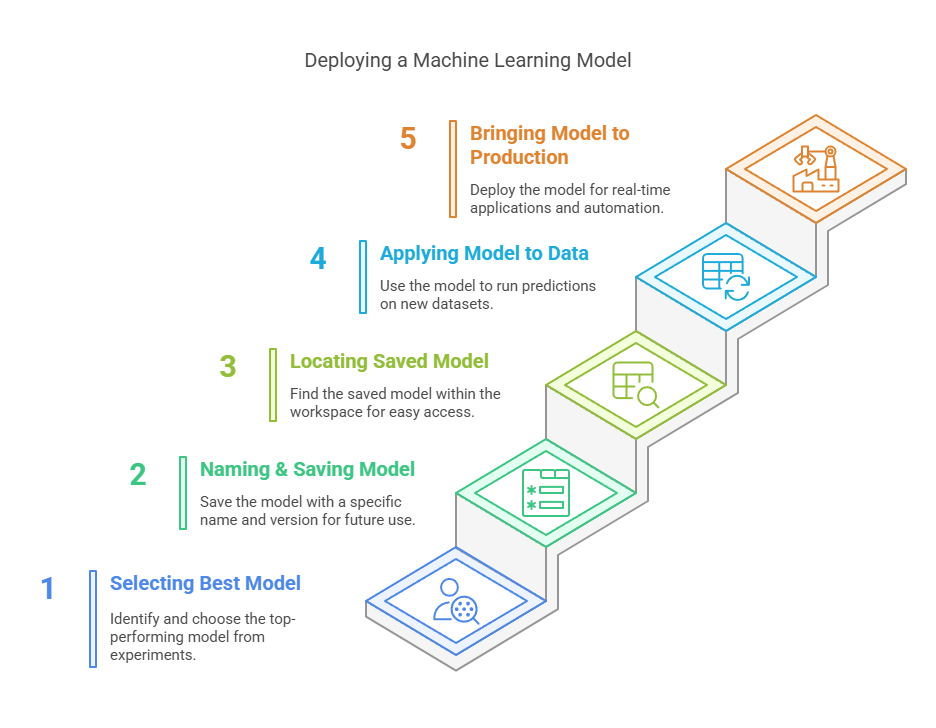 Deploying a Machine Learning Model
5
Bringing Model to
Production
Deploy the model for real-time
applications and automation.
4
Applying Model to Data
Use the model to run predictions
on new datasets.
3
Locating Saved Model
Find the saved model within the
workspace for easy access.
2
Naming & Saving Model
Save the model with a specific
name and version for future use.
1
Selecting Best Model
Identify and choose the top-
performing model from
experiments.